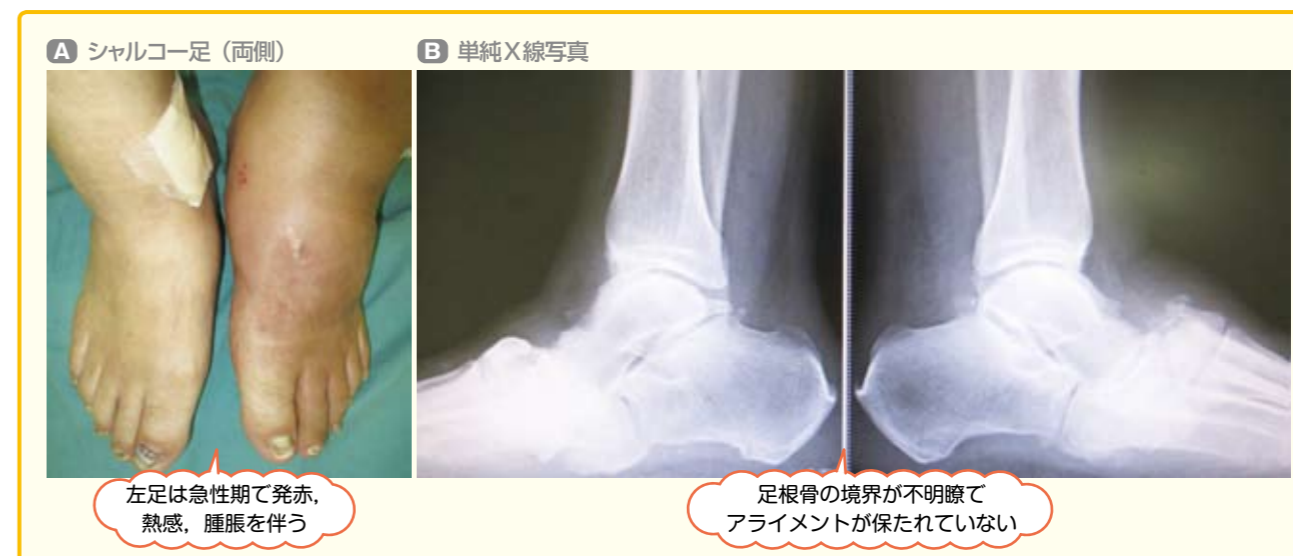 A シャルコー足（両側）
B 単純X線写真
左足は急性期で発赤，
熱感，腫脹を伴う
足根骨の境界が不明瞭で
アライメントが保たれていない